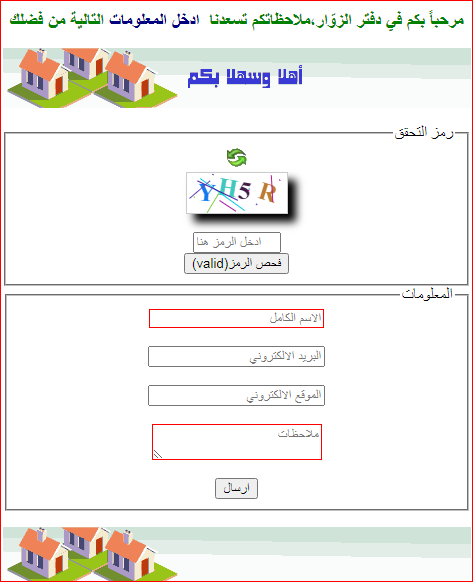 مرحباً بكم في دفتر الزوّار،ملاحظاتكم تسعدنا ادخل المعلومات التالية من فضلك
أهلا وسهلا بكم
رمز التحقق
YH5R
ادخل الرمز هنا
فحص الرمز(valid)
المعلومات
الاسم الكامل
البريد الالكتروني
الموقع الالكتروني
ملاحظات
ارسال